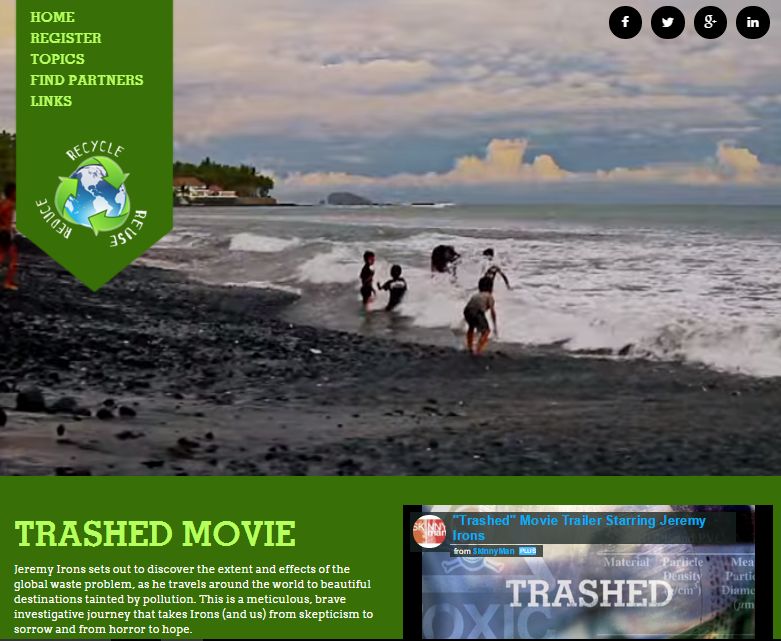 HOME
REGISTER
TOPICS
FIND PARTNERS
LINKS
RECYCLE
REDUCE
REUSE
TRASHED MOVIE
Jeremy Irons sets out to discover the extent and effects of the
global waste problem, as he travels around the world to beautiful
destinations tainted by pollution. This is a meticulous, brave
investigative journey that takes Irons (and us) from skepticism to
sorrow and from horror to hope.
SKInny
man
"Trashed" Movie Trailer Starring Jeremy
Irons
from SkInnyMan PLUS
Material Particle Mea
Density Partic
(g/cm³) Diame
TRASHED
OXIC